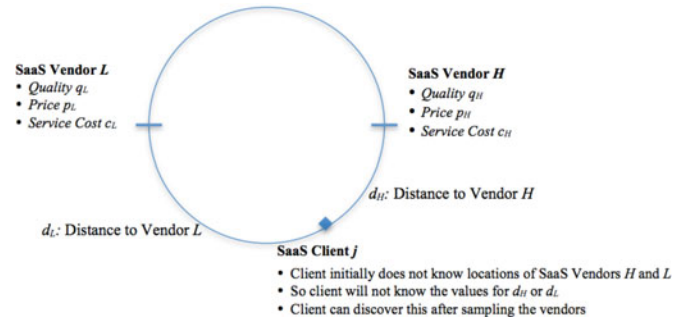 SaaS Vendor L
• Quality qL
• Price pL
• Service Cost cL
SaaS Vendor H
• Quality qH
• Price pH
• Service Cost cH
dH: Distance to Vendor H
dL: Distance to Vendor L
SaaS Client j
• Client initially does not know locations of SaaS Vendors H and L
• So client will not know the values for dH or dL
• Client can discover this after sampling the vendors